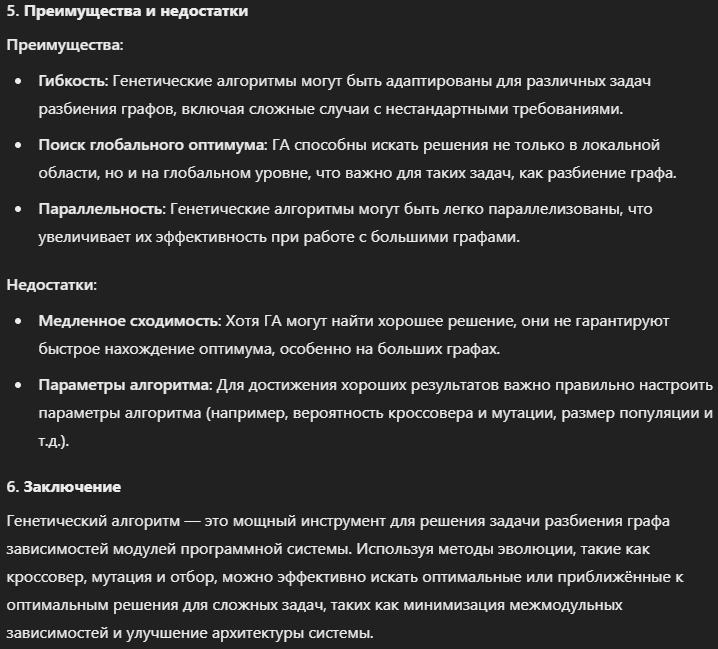 5. Преимущества и недостатки
Преимущества:
• Гибкость: Генетические алгоритмы могут быть адаптированы для различных задач
разбиения графов, включая сложные случаи с нестандартными требованиями.
• Поиск глобального оптимума: ГА способны искать решения не только в локальной
области, но и на глобальном уровне, что важно для таких задач, как разбиение графа.
• Параллельность: Генетические алгоритмы могут быть легко параллелизованы, что
увеличивает их эффективность при работе с большими графами.
Недостатки:
• Медленное сходимость: Хотя ГА могут найти хорошее решение, они не гарантируют
быстрое нахождение оптимума, особенно на больших графах.
• Параметры алгоритма: Для достижения хороших результатов важно правильно настроить
параметры алгоритма (например, вероятность кроссовера и мутации, размер популяции и
т.д.).
6. Заключение
Генетический алгоритм — это мощный инструмент для решения задачи разбиения графа
зависимостей модулей программной системы. Используя методы эволюции, такие как
кроссовер, мутация и отбор, можно эффективно искать оптимальные или приближённые к
оптимальным решения для сложных задач, таких как минимизация межмодульных
зависимостей и улучшение архитектуры системы.